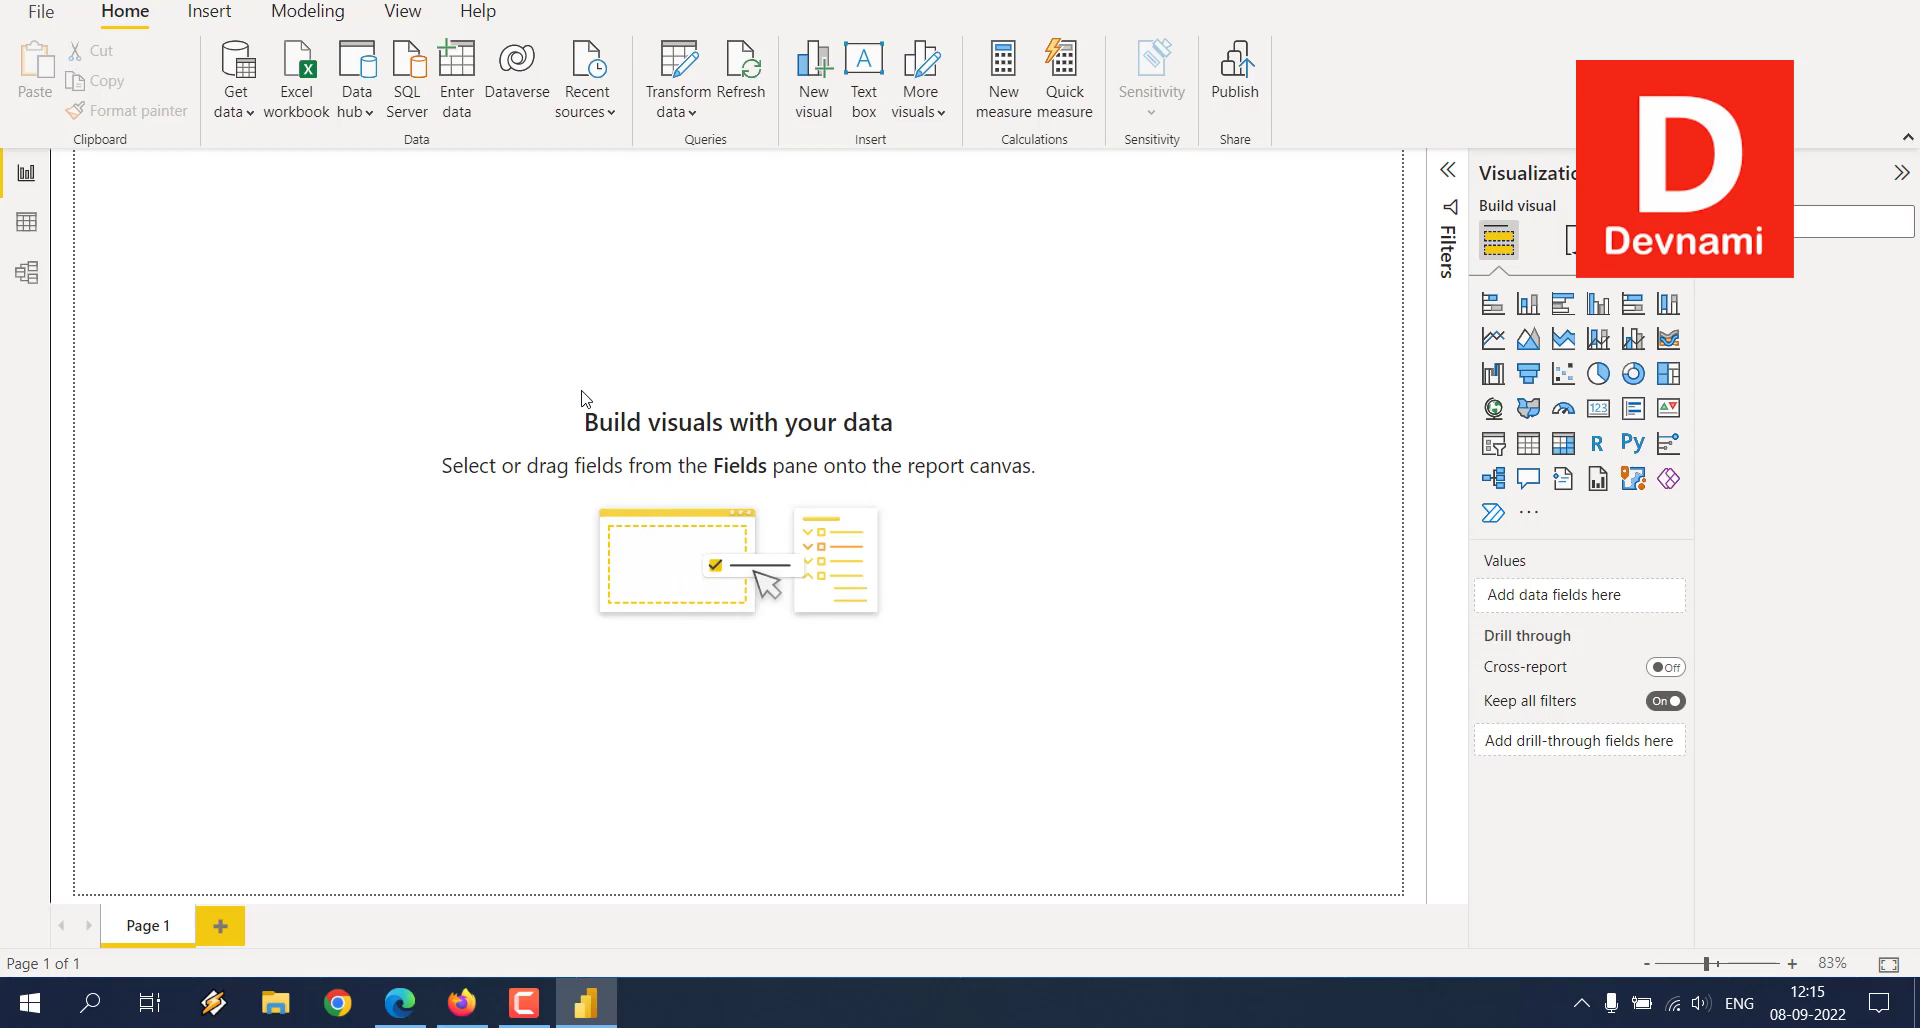 File Home Insert Modeling View Help
Paste
Cut
Copy
Format painter
Clipboard
Get data
Excel workbook
Data hub
SQL Server
Enter data
Dataverse
Recent sources
Data
Transform data
Refresh
Queries
New visual
Text box
More visuals
Insert
New measure
Quick measure
Calculations
Sensitivity
Sensitivity
Publish
Share
D
Devnami
Filters
Visualizatio
Build visual
123
R
Py
Build visuals with your data
Select or drag fields from the Fields pane onto the report canvas.
Values
Add data fields here
Drill through
Cross-report
Off
Keep all filters
On
Add drill-through fields here
Page 1
Page 1 of 1
83%
ENG
12:15
08-09-2022